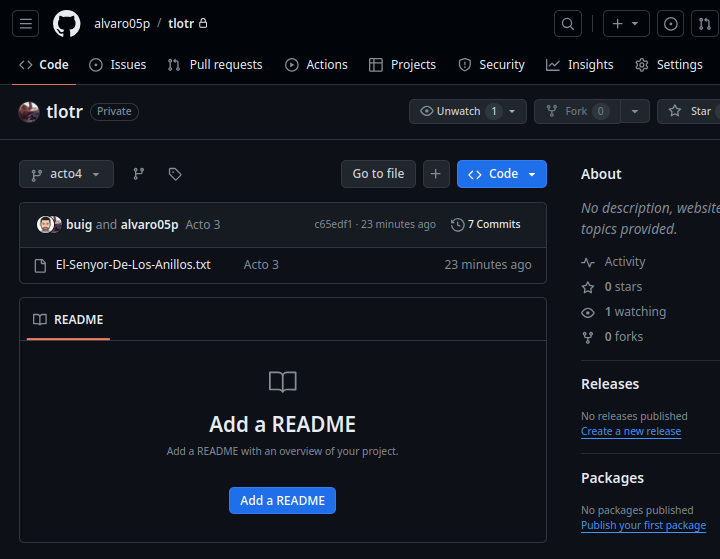 alvaro05p / tlotr
Code Issues Pull requests Actions Projects Security Insights Settings
tlotr Private Unwatch 1 Fork 0 Star
acto4 Go to file Code
buig and alvaro05p Acto 3 c65edf1 · 23 minutes ago 7 Commits
El-Senyor-De-Los-Anillos.txt Acto 3 23 minutes ago
README
Add a README
Add a README with an overview of your project.
Add a README
About
No description, website
topics provided.
Activity
0 stars
1 watching
0 forks
Releases
No releases published
Create a new release
Packages
No packages published
Publish your first package